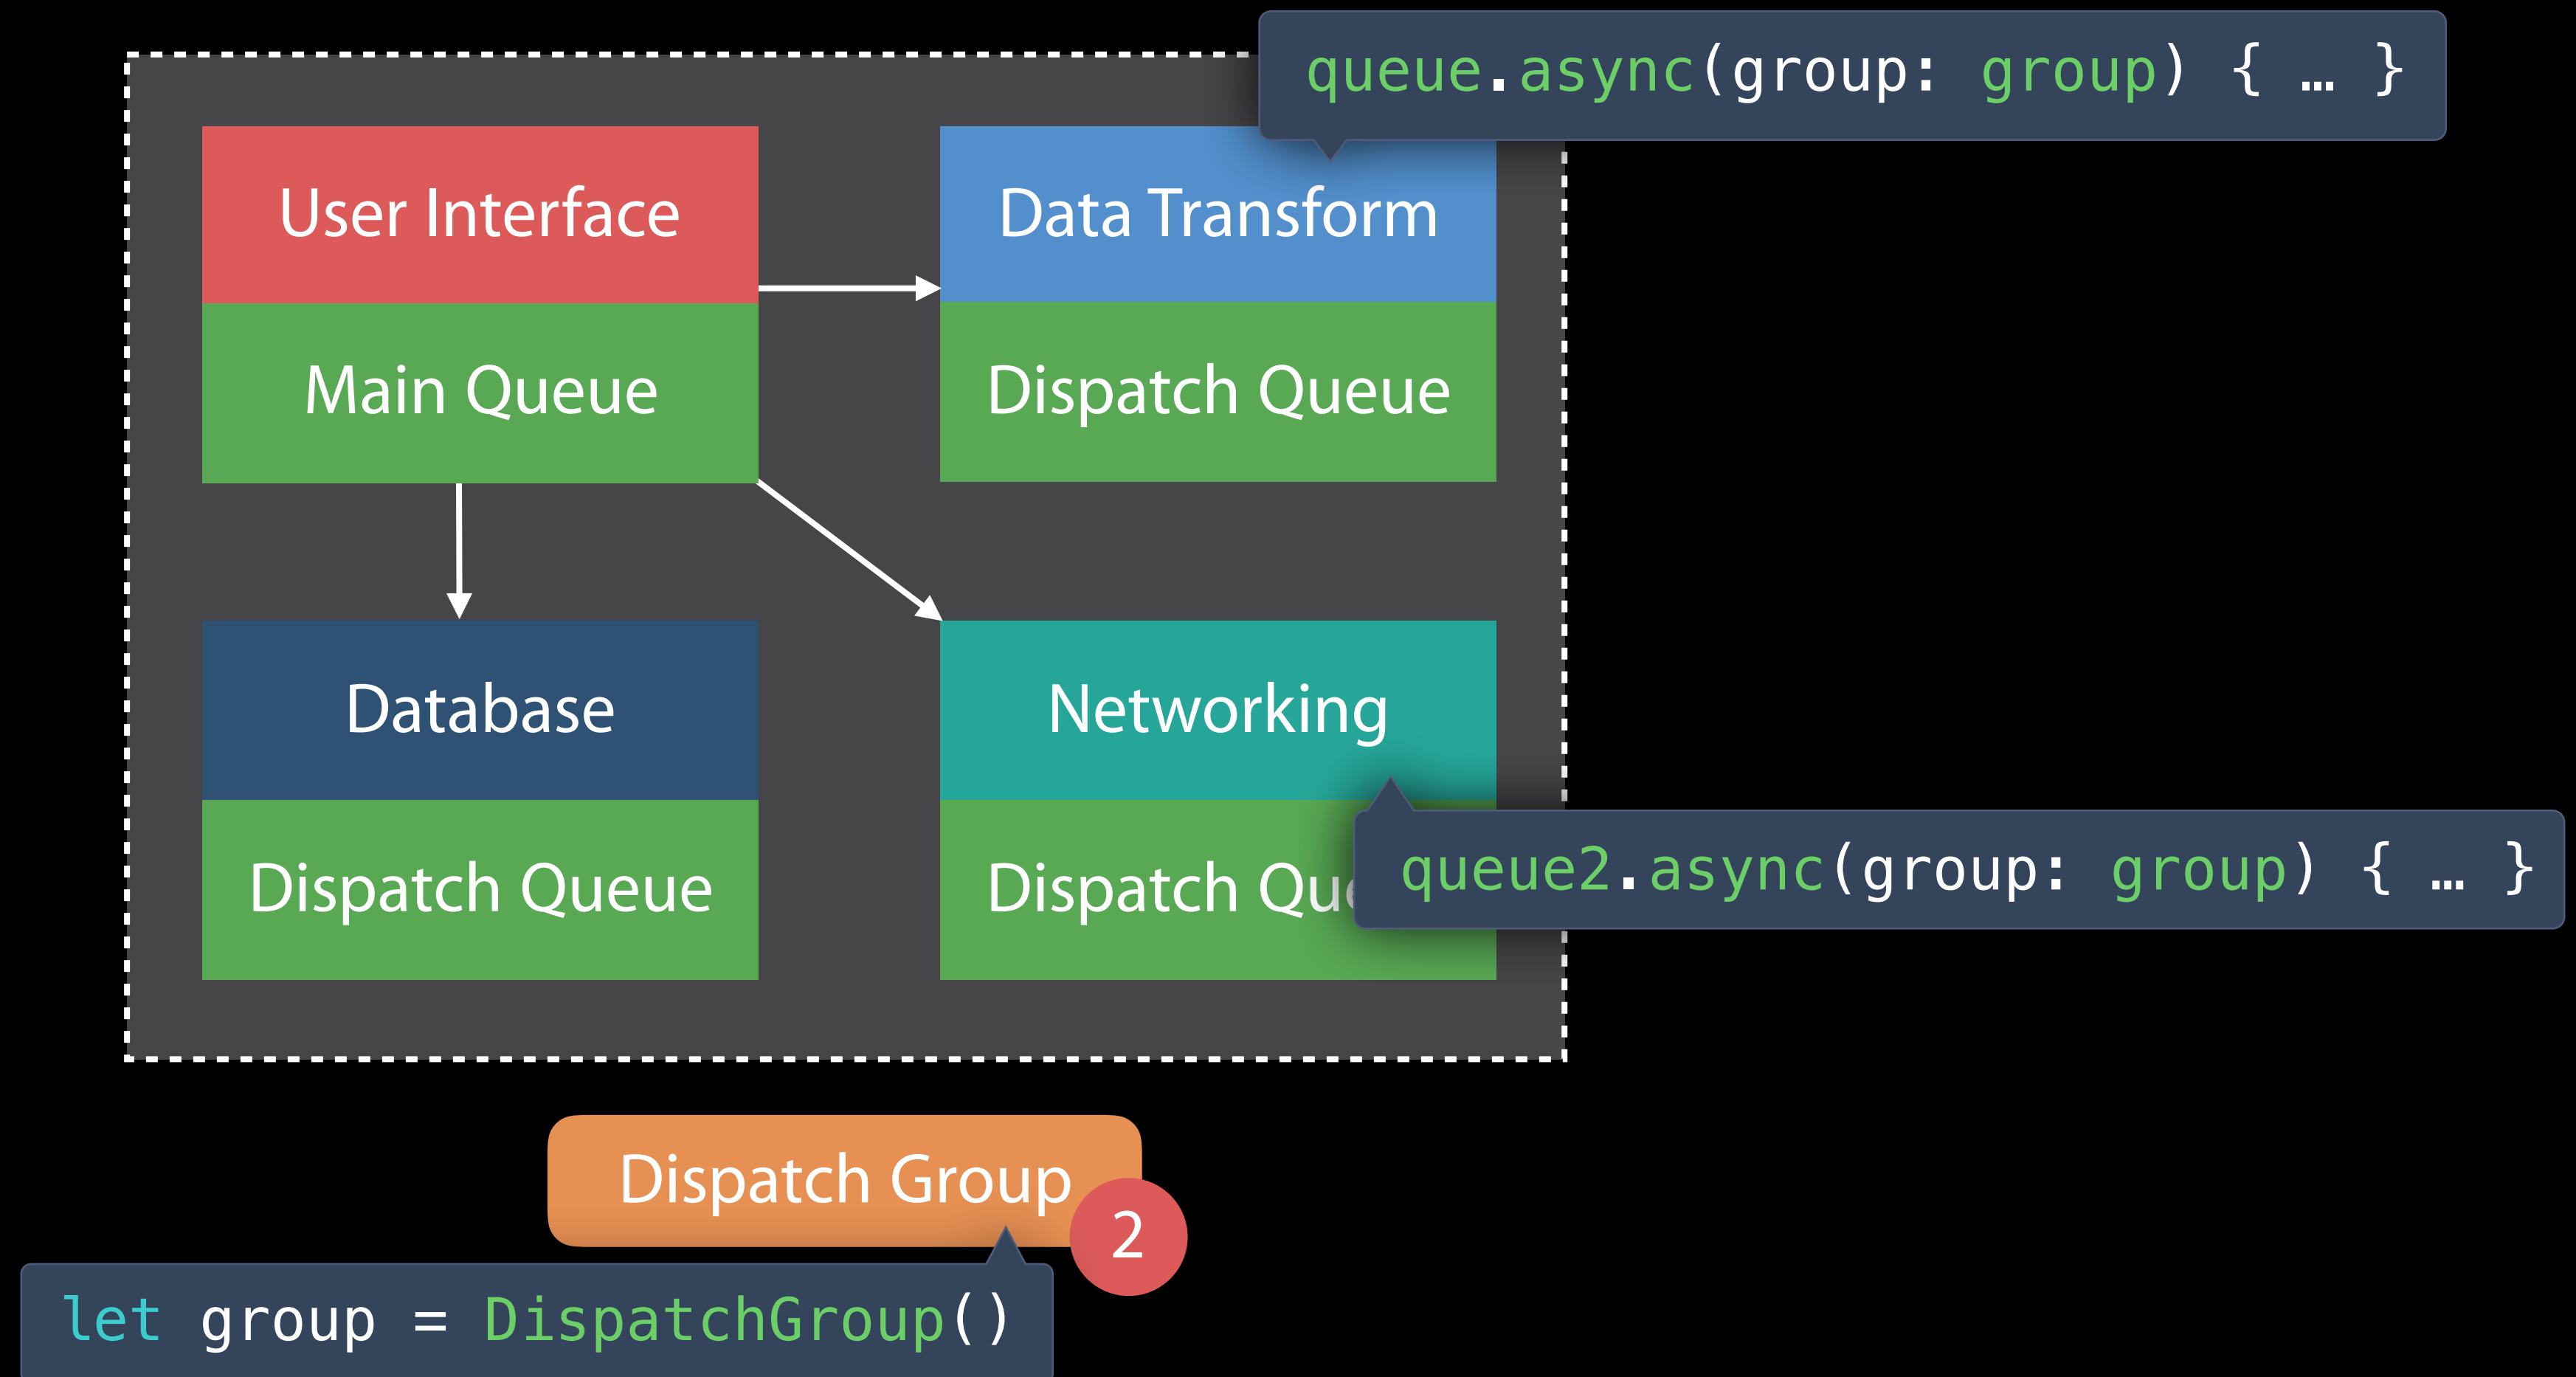 queue.async(group: group) { … }
User Interface
Data Transform
Main Queue
Dispatch Queue
Database
Networking
queue2.async(group: group) { … }
Dispatch Queue
Dispatch
Dispatch Group
2
let group = DispatchGroup()